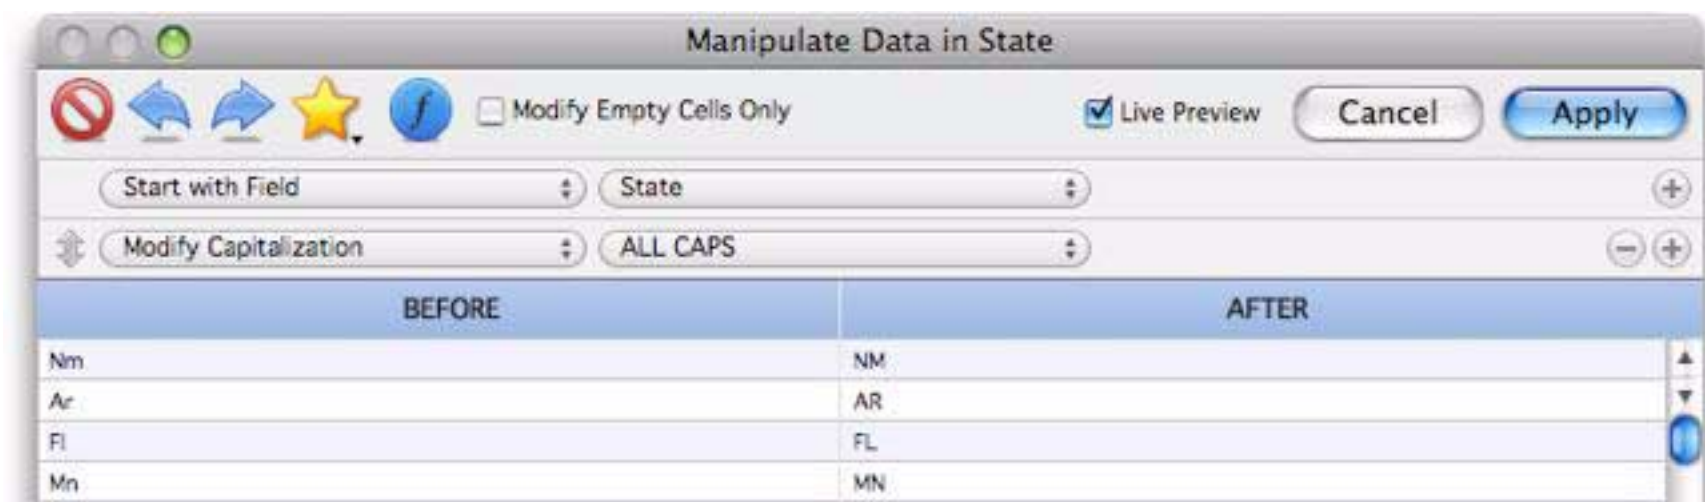 Manipulate Data in State
f Modify Empty Cells Only Live Preview Cancel Apply
Start with Field State
Modify Capitalization ALL CAPS
BEFORE AFTER
Nm NM
Ar AR
Fl FL
Mn MN